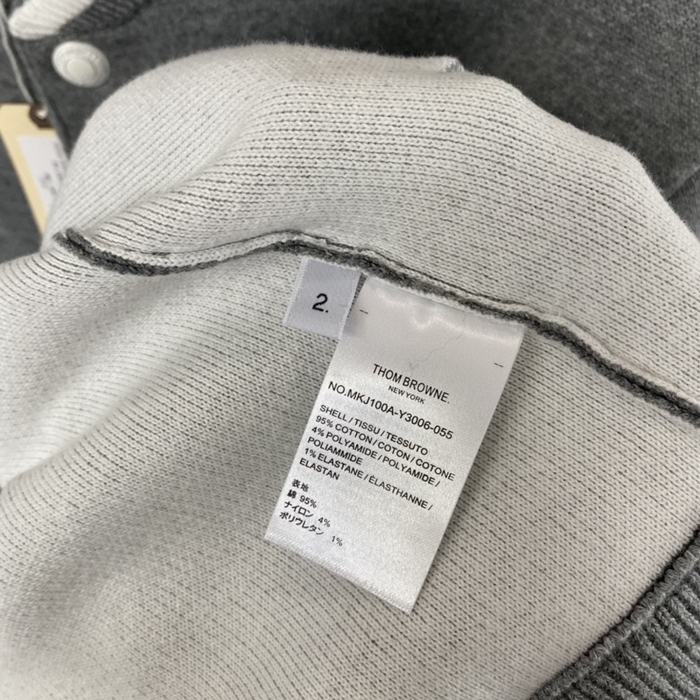 2.
THOM BROWNE.
NEW YORK
NO.MKJ100A-Y3006-055
SHELL / TISSU / TESSUTO
95% COTTON / COTON / COTONE
4% POLYAMIDE / POLYAMIDE /
POLIAMMIDE
1% ELASTANE / ÉLASTHANNE /
ELASTAN
表地
綿 95%
ナイロン 4%
ポリウレタン 1%